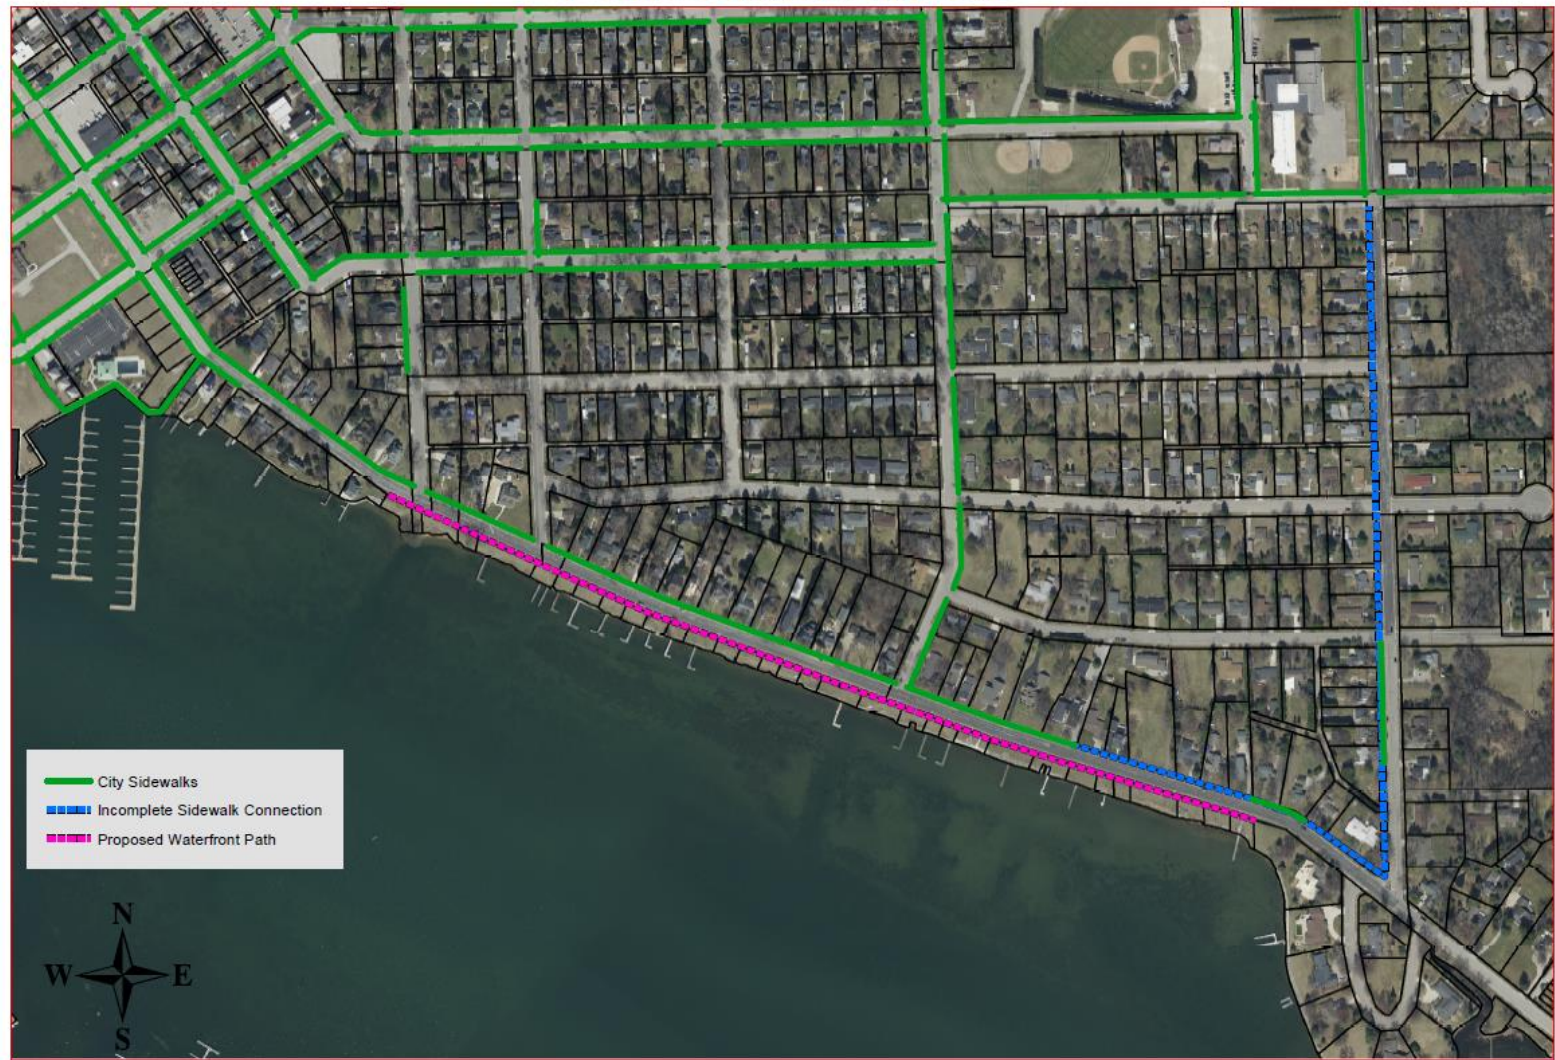 City Sidewalks
Incomplete Sidewalk Connection
Proposed Waterfront Path
N
W E
S